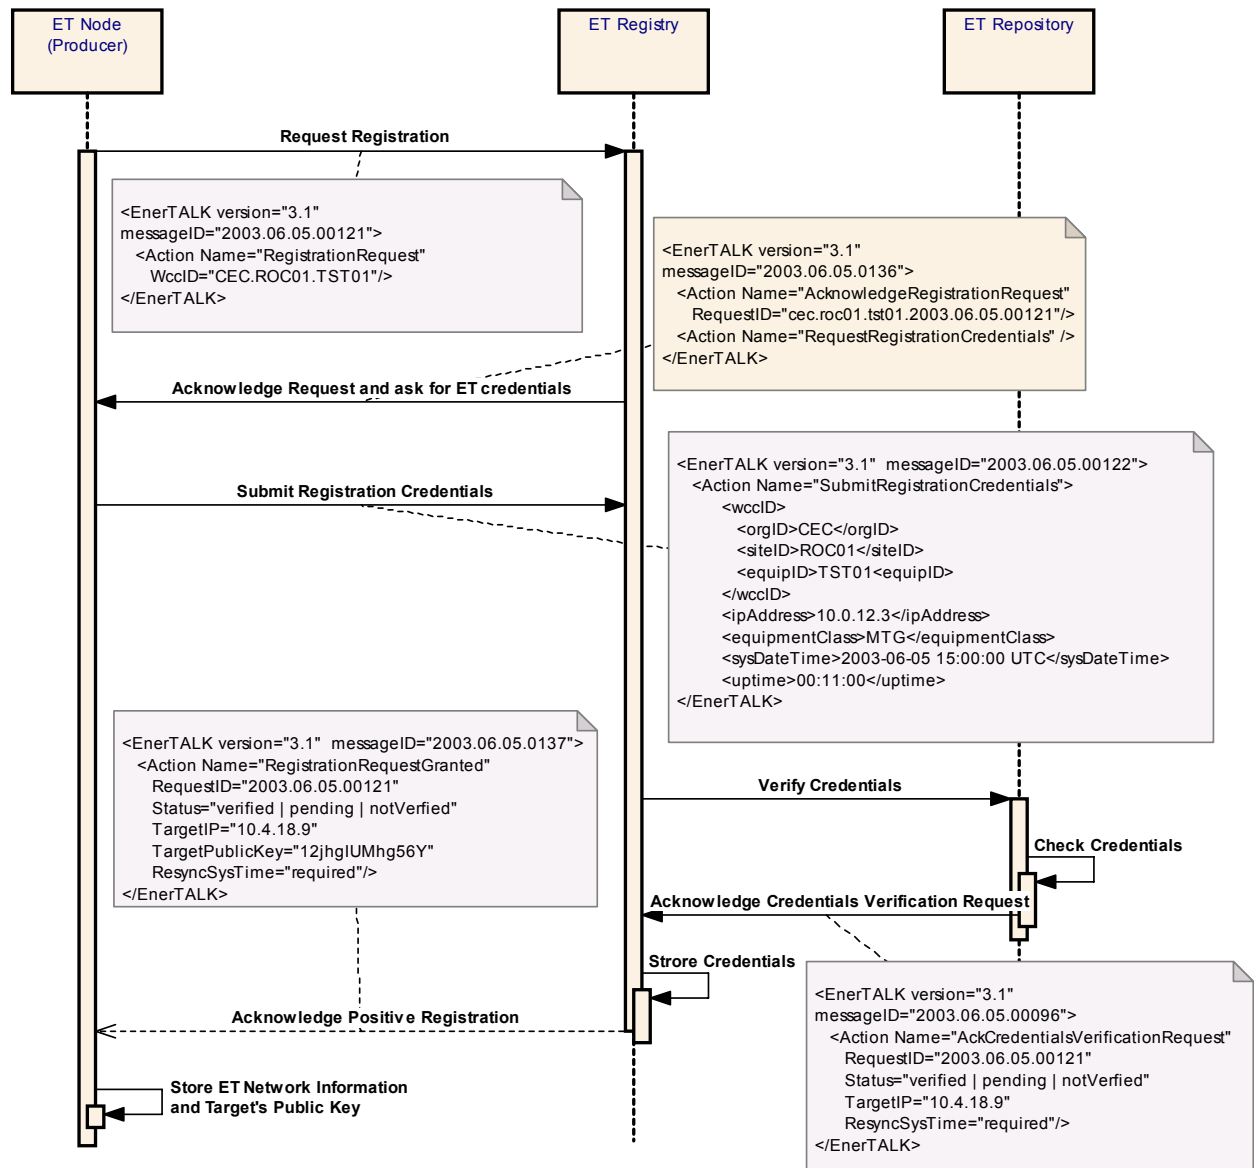 ET Node
(Producer)
ET Registry
ET Repository
Request Registration
<EnerTALK version="3.1"
messageID="2003.06.05.00121">
<Action Name="RegistrationRequest"
WccID="CEC.ROC01.TST01"/>
</EnerTALK>
<EnerTALK version="3.1"
messageID="2003.06.05.0136">
<Action Name="AcknowledgeRegistrationRequest"
RequestID="cec.roc01.tst01.2003.06.05.00121"/>
<Action Name="RequestRegistrationCredentials" />
</EnerTALK>
Acknowledge Request and ask for ET credentials
Submit Registration Credentials
<EnerTALK version="3.1" messageID="2003.06.05.00122">
<Action Name="SubmitRegistrationCredentials">
<wccID>
<orgID>CEC</orgID>
<siteID>ROC01</siteID>
<equipID>TST01<equipID>
</wccID>
<ipAddress>10.0.12.3</ipAddress>
<equipmentClass>MTG</equipmentClass>
<sysDateTime>2003-06-05 15:00:00 UTC</sysDateTime>
<uptime>00:11:00</uptime>
</EnerTALK>
<EnerTALK version="3.1" messageID="2003.06.05.0137">
<Action Name="RegistrationRequestGranted"
RequestID="2003.06.05.00121"
Status="verified | pending | notVerfied"
TargetIP="10.4.18.9"
TargetPublicKey="12jhgIUMhg56Y"
ResyncSysTime="required"/>
</EnerTALK>
Verify Credentials
Check Credentials
Acknowledge Credentials Verification Request
Strore Credentials
<EnerTALK version="3.1"
messageID="2003.06.05.00096">
<Action Name="AckCredentialsVerificationRequest"
RequestID="2003.06.05.00121"
Status="verified | pending | notVerfied"
TargetIP="10.4.18.9"
ResyncSysTime="required"/>
</EnerTALK>
Acknowledge Positive Registration
Store ET Network Information
and Target's Public Key